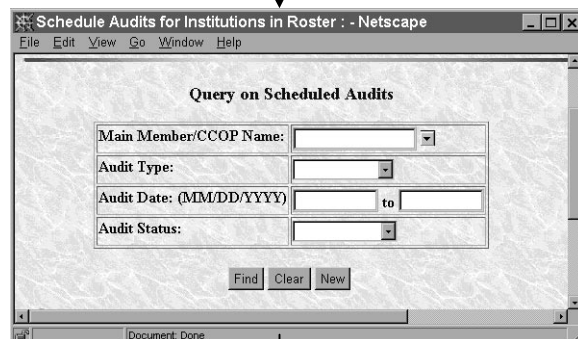 Schedule Audits for Institutions in Roster : - Netscape
File Edit View Go Window Help
Query on Scheduled Audits
Main Member/CCOP Name:
Audit Type:
Audit Date: (MM/DD/YYYY) to
Audit Status:
Find Clear New
Document: Done